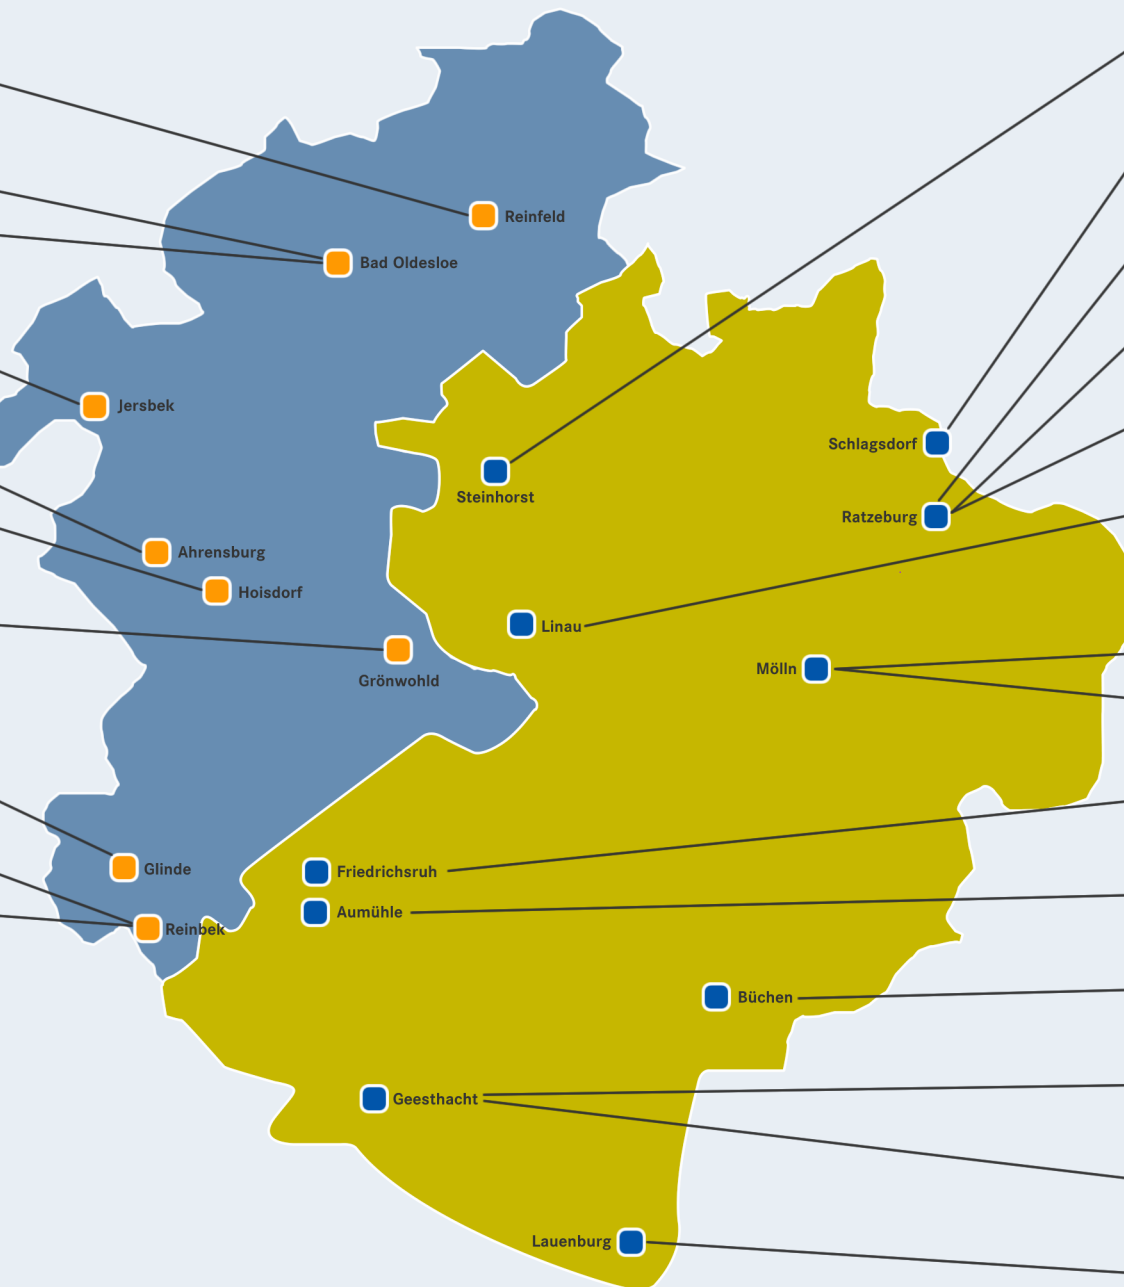 Reinfeld
Bad Oldesloe
Jersbek
Schlagsdorf
Steinhorst
Ratzeburg
Ahrensburg
Hoisdorf
Linau
Mölln
Grönwohld
Glinde
Friedrichsruh
Aumühle
Reinbek
Büchen
Geesthacht
Lauenburg